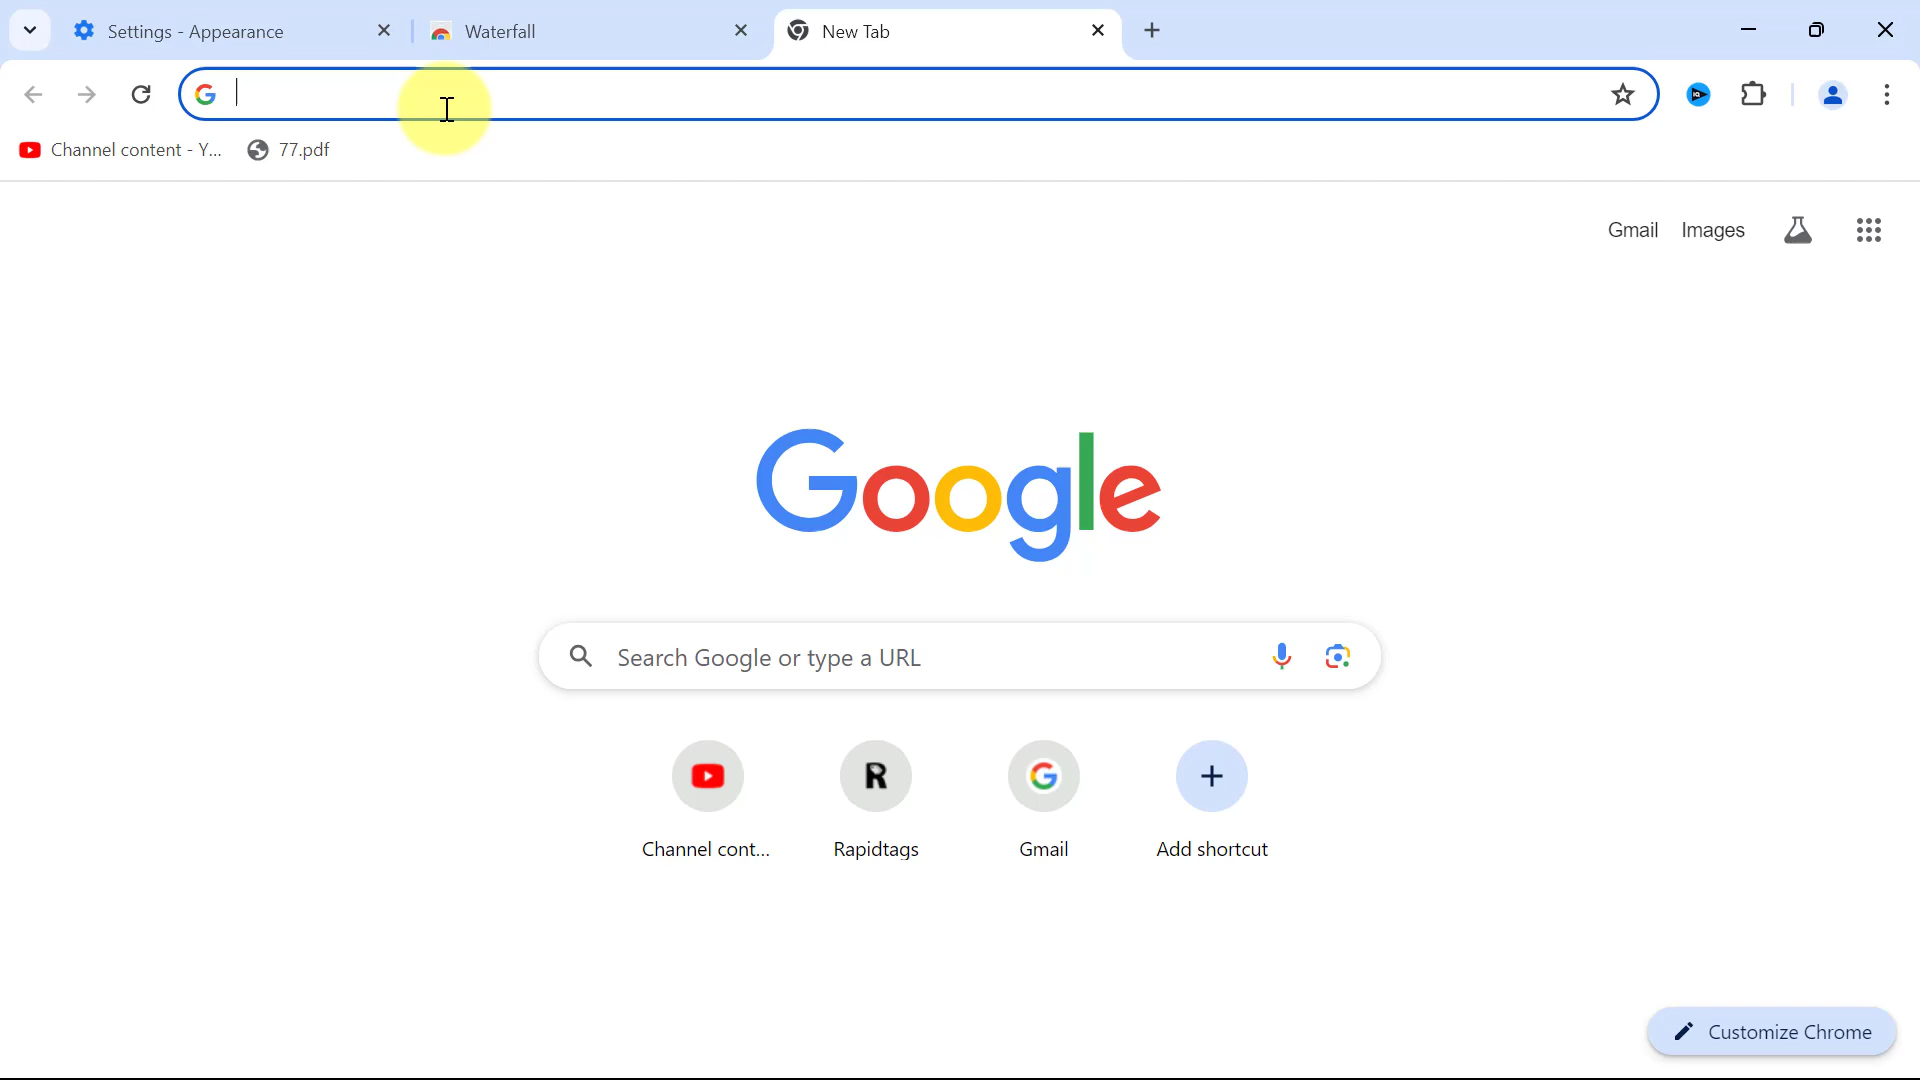 Settings - Appearance
Waterfall
New Tab
Channel content - Y...
77.pdf
Gmail
Images
Google
Search Google or type a URL
Channel cont...
Rapidtags
Gmail
Add shortcut
Customize Chrome